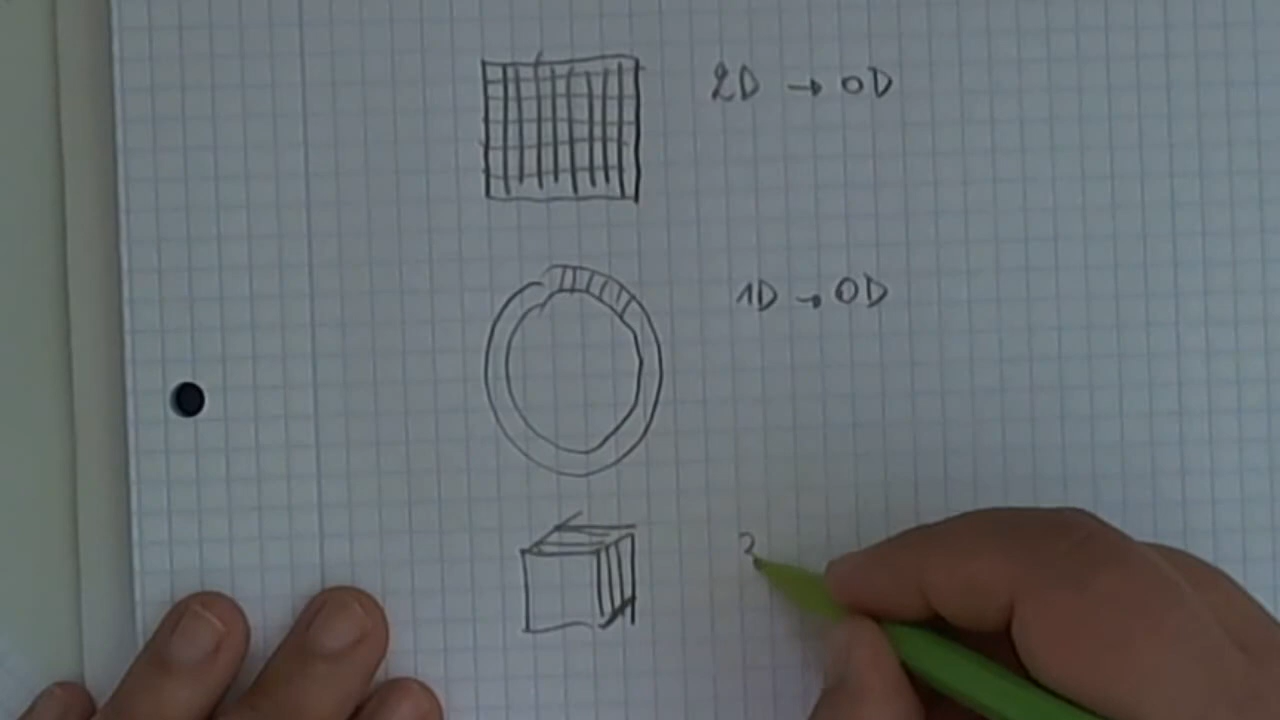 2D → 0D
1D → 0D